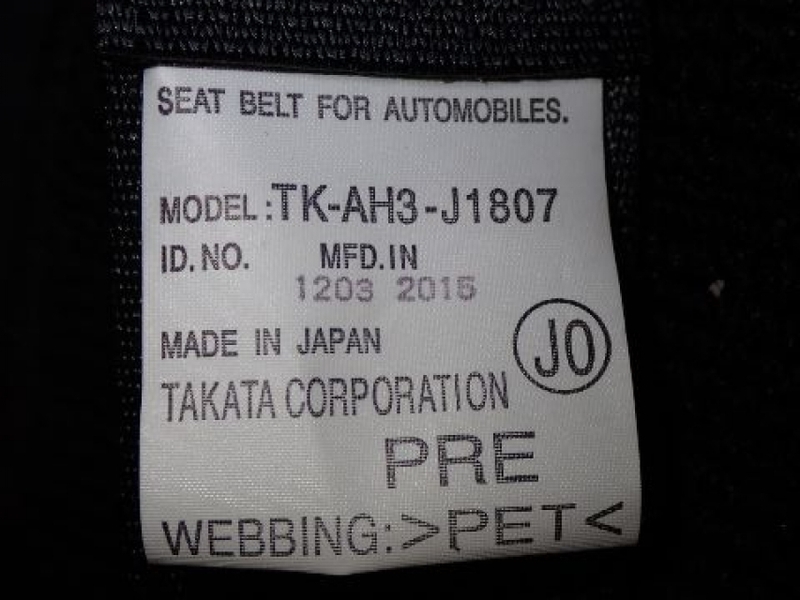 SEAT BELT FOR AUTOMOBILES.
MODEL:TK-AH3-J1807
ID.NO. MFD.IN
1203 2015
MADE IN JAPAN
JO
TAKATA CORPORATION
PRE
WEBBING:>PET<